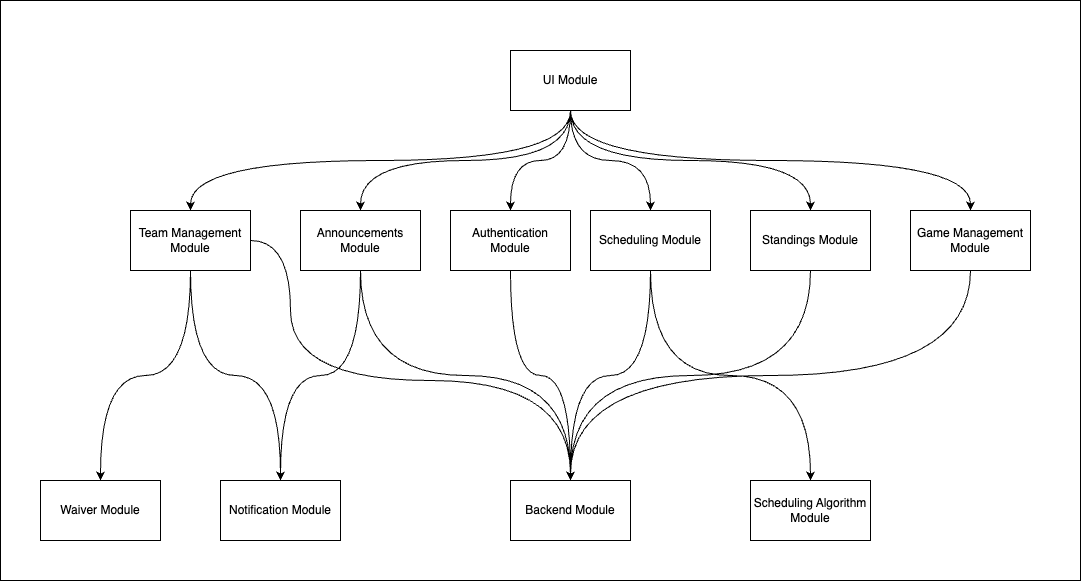 UI Module
Team Management
Module
Announcements
Module
Authentication
Module
Scheduling Module
Standings Module
Game Management
Module
Waiver Module
Notification Module
Backend Module
Scheduling Algorithm
Module